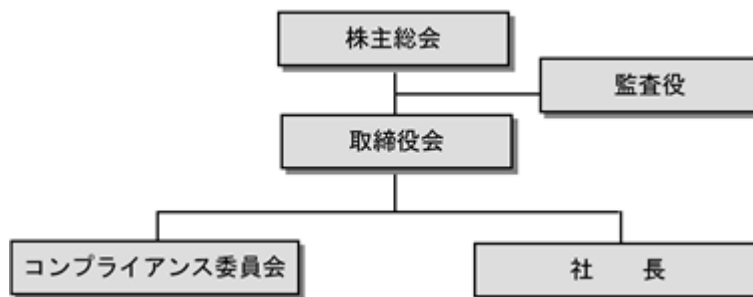 株主総会
監査役
取締役会
コンプライアンス委員会
社　　長